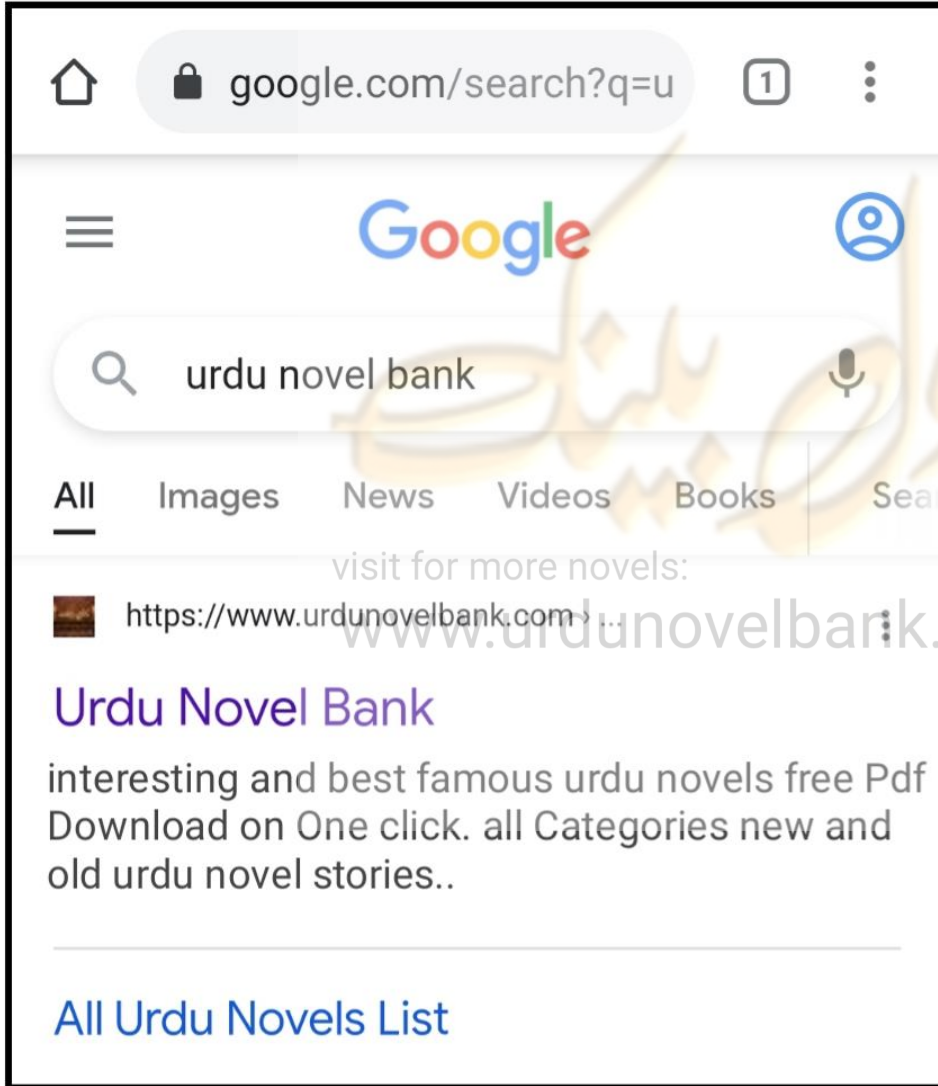 google.com/search?q=u
1
Google
urdu novel bank
All Images News Videos Books Sea
visit for more novels:
https://www.urdunovelbank.com › ...
www.urdunovelbank.
Urdu Novel Bank
interesting and best famous urdu novels free Pdf
Download on One click. all Categories new and
old urdu novel stories..
All Urdu Novels List